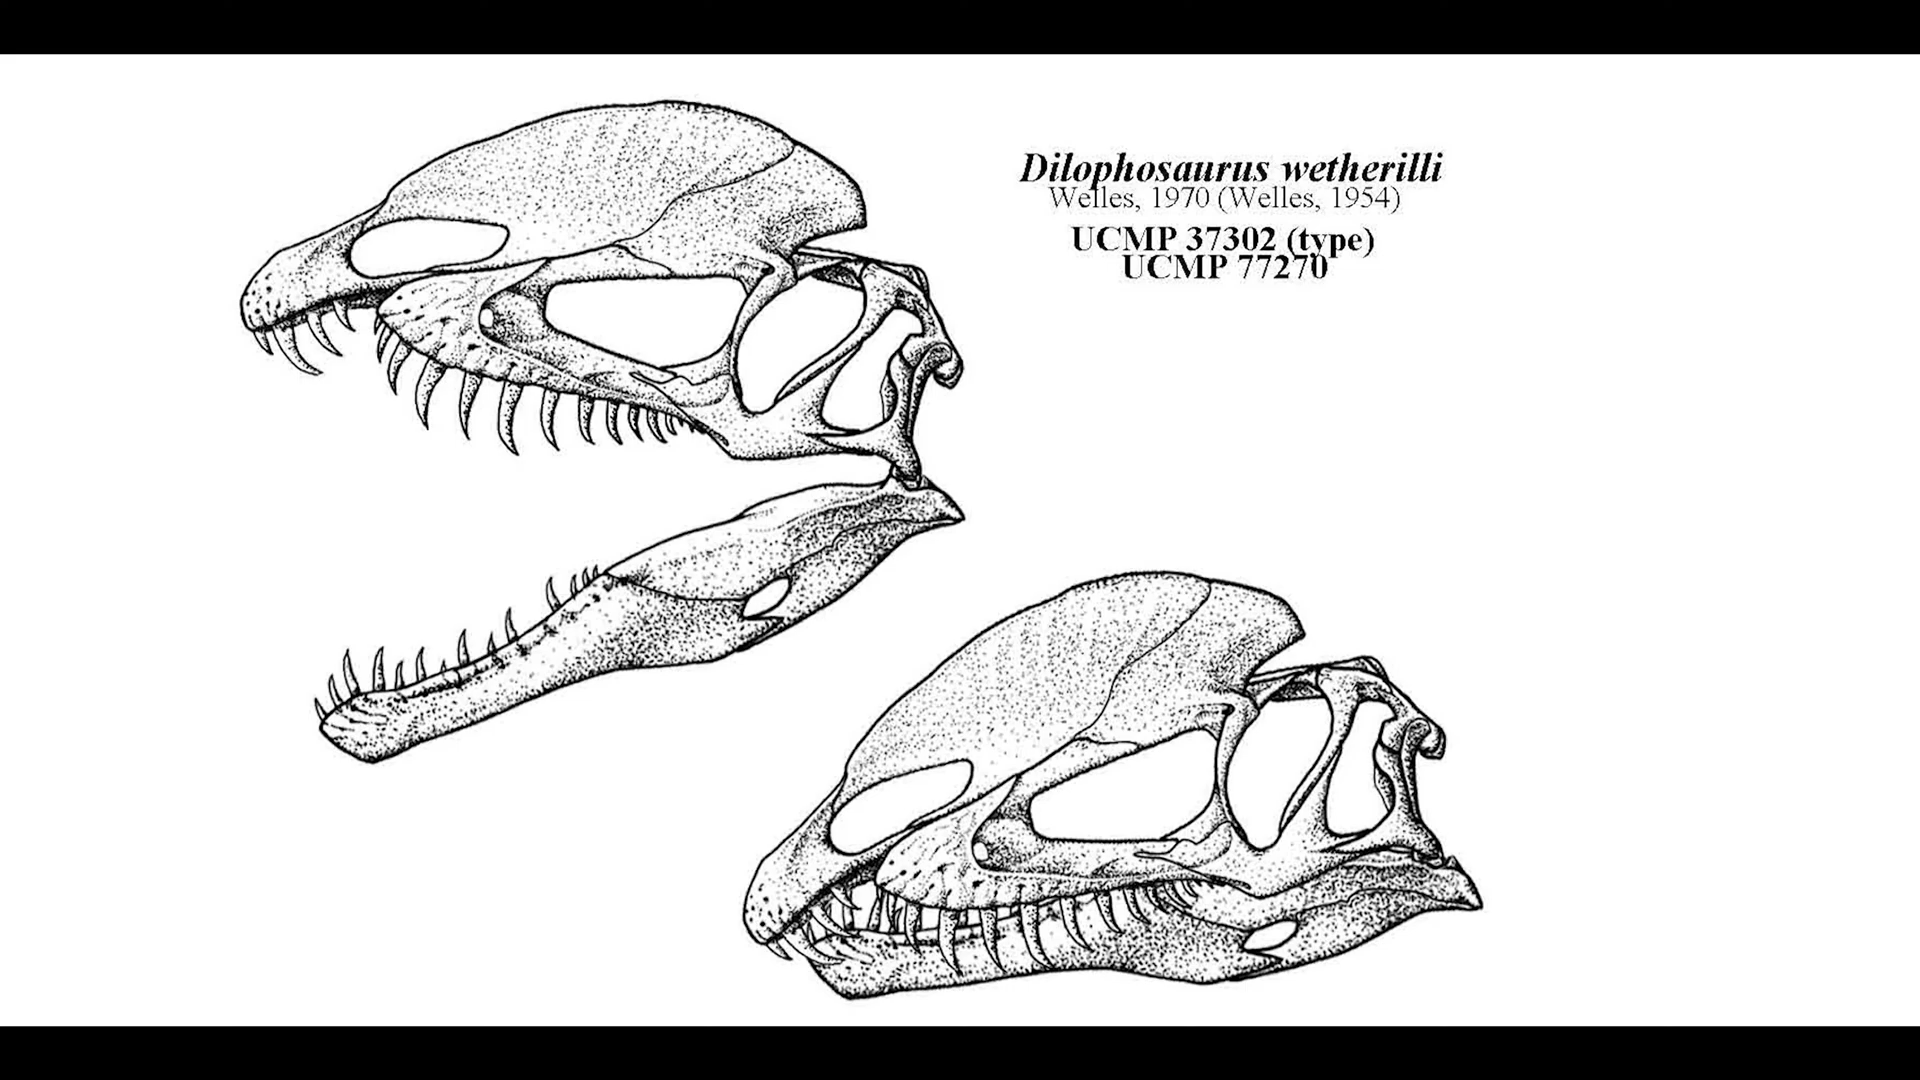 Dilophosaurus wetherilli
Welles, 1970 (Welles, 1954)
UCMP 37302 (type)
UCMP 77270